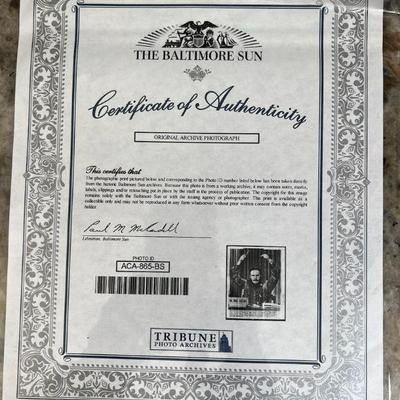 THE BALTIMORE SUN
Certificate of Authenticity
ORIGINAL ARCHIVE PHOTOGRAPH
This certifies that
The photographic print pictured below and corresponding to the Photo ID number listed below has been taken directly
from the historic Baltimore Sun archives. Because this photo is from a working archive, it may contain notes, marks,
labels, clippings and/or retouching put in place by the staff in the process of publication. The copyright for this image
remains solely with the Baltimore Sun or with the issuing agency or photographer. This print is available as a
collectible only and may not be reproduced in any form whatsoever without prior written consent from the copyright
holder.
Paul M.
Librarian, Baltimore Sun
PHOTO ID
ACA-865-BS
TRIBUNE
PHOTO ARCHIVES